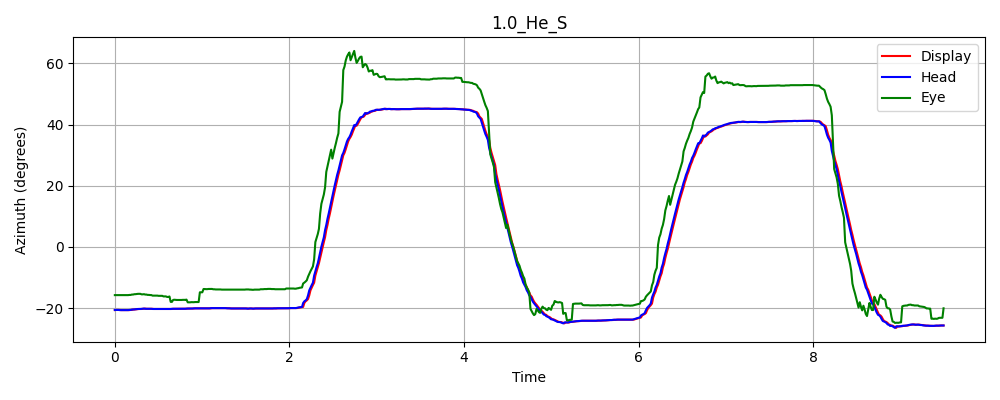 1.0_He_S
Display
Head
Eye
Azimuth (degrees)
60
40
20
0
−20
0 2 4 6 8
Time